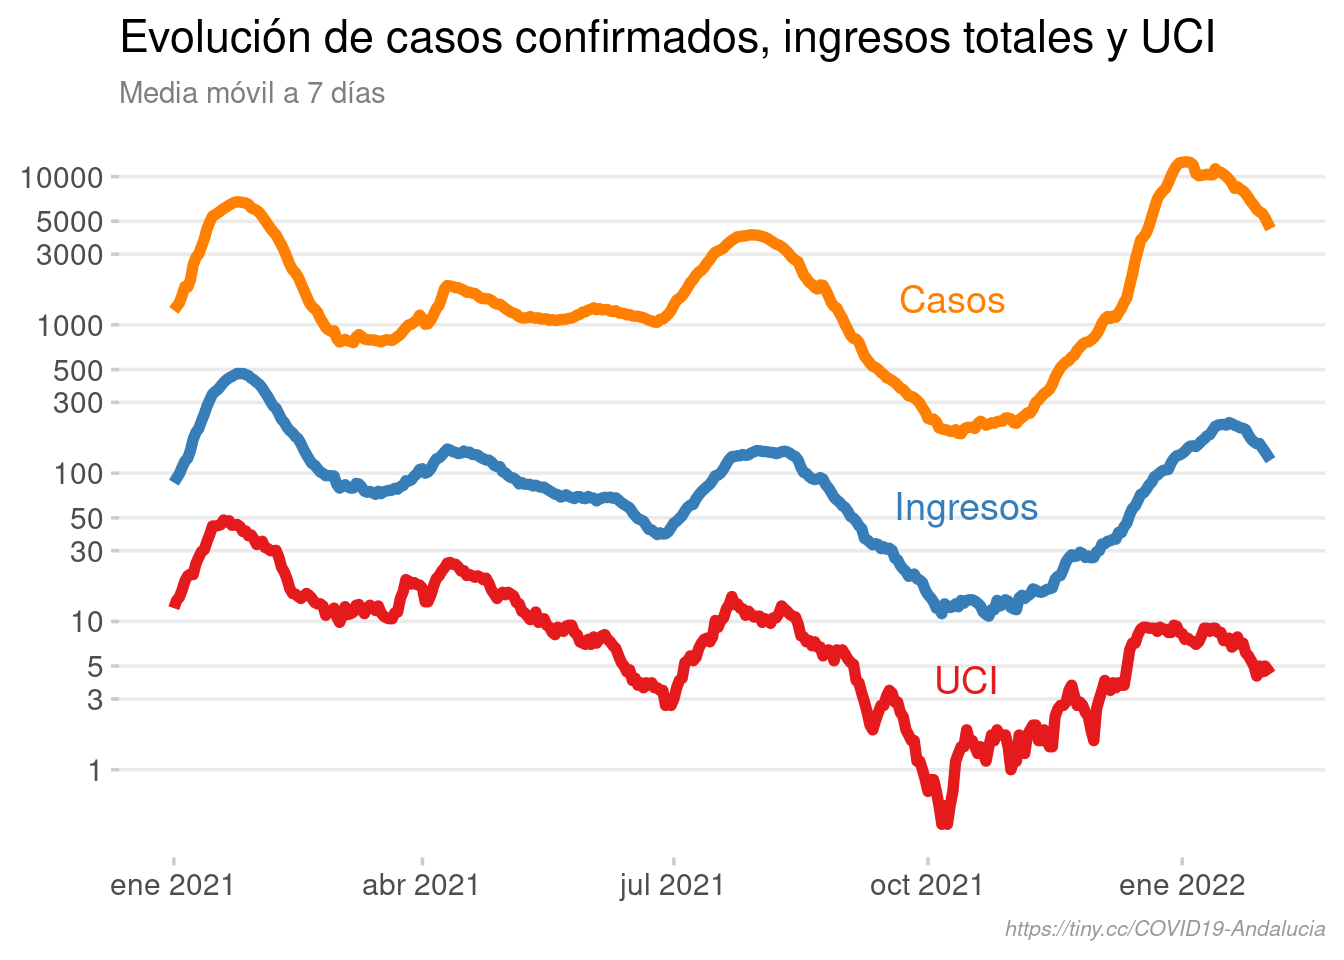 Evolución de casos confirmados, ingresos totales y UCI
Media móvil a 7 días
10000
5000
3000
1000
500
300
100
50
30
10
5
3
1
Casos
Ingresos
UCI
ene 2021
abr 2021
jul 2021
oct 2021
ene 2022
https://tiny.cc/COVID19-Andalucia